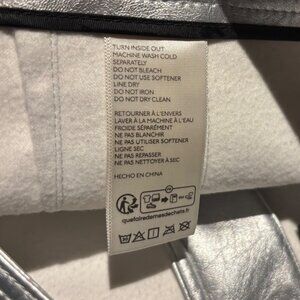 TURN INSIDE OUT
MACHINE WASH COLD
SEPARATELY
DO NOT BLEACH
DO NOT USE SOFTENER
LINE DRY
DO NOT IRON
DO NOT DRY CLEAN
RETOURNER À L'ENVERS
LAVER À LA MACHINE À L'EAU
FROIDE SÉPARÉMENT
NE PAS BLANCHIR
NE PAS UTILISER SOFTENER
LIGNE SEC
NE PAS REPASSER
NE PAS NETTOYER À SEC
HECHO EN CHINA
FR
quefairedemesdechets.fr